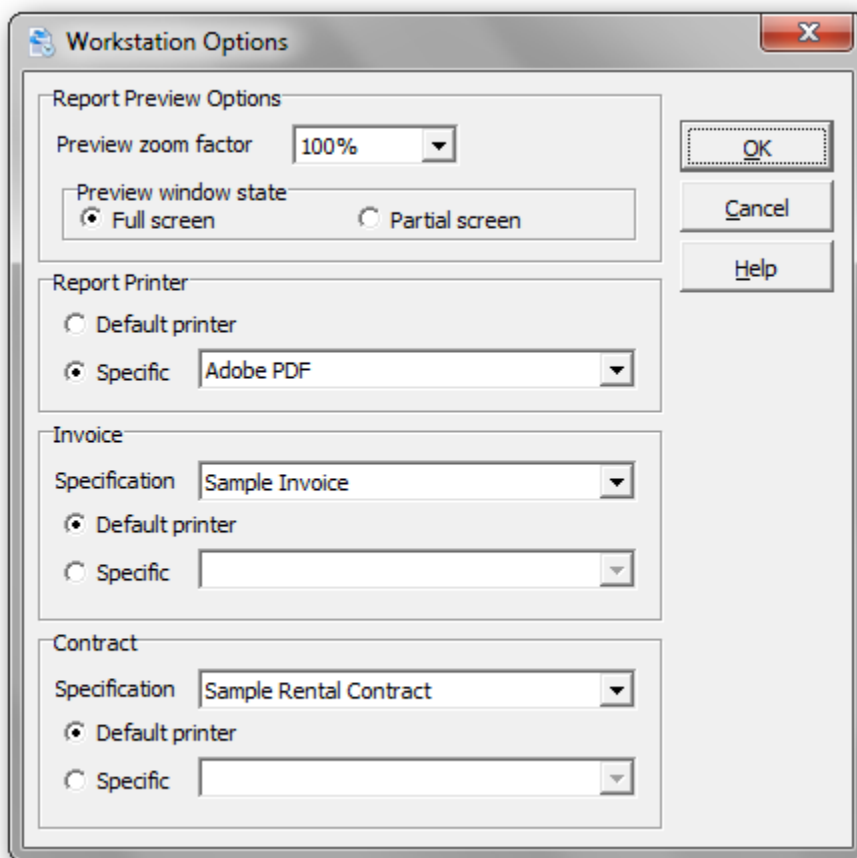 Workstation Options
Report Preview Options
Preview zoom factor 100%
OK
Preview window state
Full screen Partial screen
Cancel
Help
Report Printer
Default printer
Specific Adobe PDF
Invoice
Specification Sample Invoice
Default printer
Specific
Contract
Specification Sample Rental Contract
Default printer
Specific